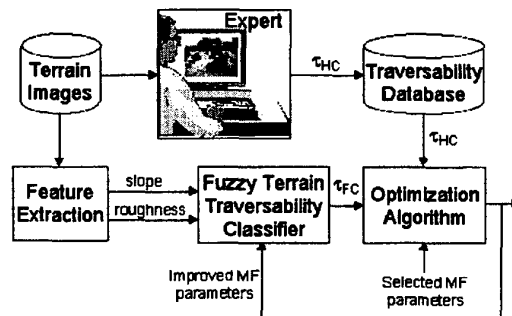 Expert
Terrain
Images
τHC
Traversability
Database
τHC
Feature
Extraction
slope
roughness
Fuzzy Terrain
Traversability
Classifier
τFC
Optimization
Algorithm
Improved MF
parameters
Selected MF
parameters